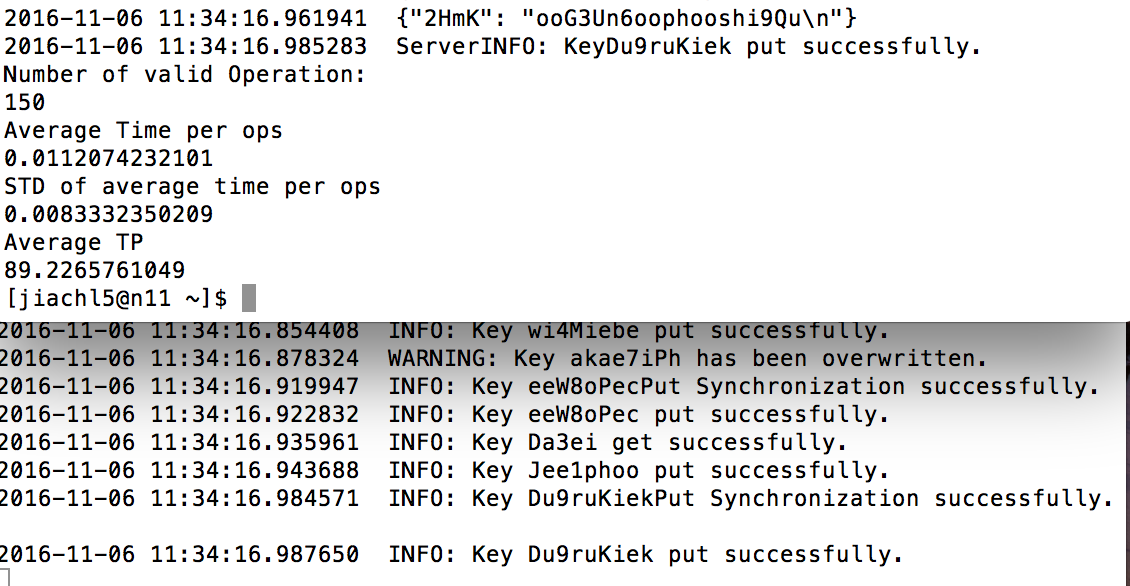 2016-11-06 11:34:16.961941  {"2HmK": "ooG3Un6oophooshi9Qu\n"}
2016-11-06 11:34:16.985283  ServerINFO: KeyDu9ruKiek put successfully.
Number of valid Operation:
150
Average Time per ops
0.0112074232101
STD of average time per ops
0.0083332350209
Average TP
89.2265761049
[jiachl5@n11 ~]$
2016-11-06 11:34:16.854408  INFO: Key wi4Miebe put successfully.
2016-11-06 11:34:16.878324  WARNING: Key akae7iPh has been overwritten.
2016-11-06 11:34:16.919947  INFO: Key eeW8oPecPut Synchronization successfully.
2016-11-06 11:34:16.922832  INFO: Key eeW8oPec put successfully.
2016-11-06 11:34:16.935961  INFO: Key Da3ei get successfully.
2016-11-06 11:34:16.943688  INFO: Key Jee1phoo put successfully.
2016-11-06 11:34:16.984571  INFO: Key Du9ruKiekPut Synchronization successfully.
2016-11-06 11:34:16.987650  INFO: Key Du9ruKiek put successfully.